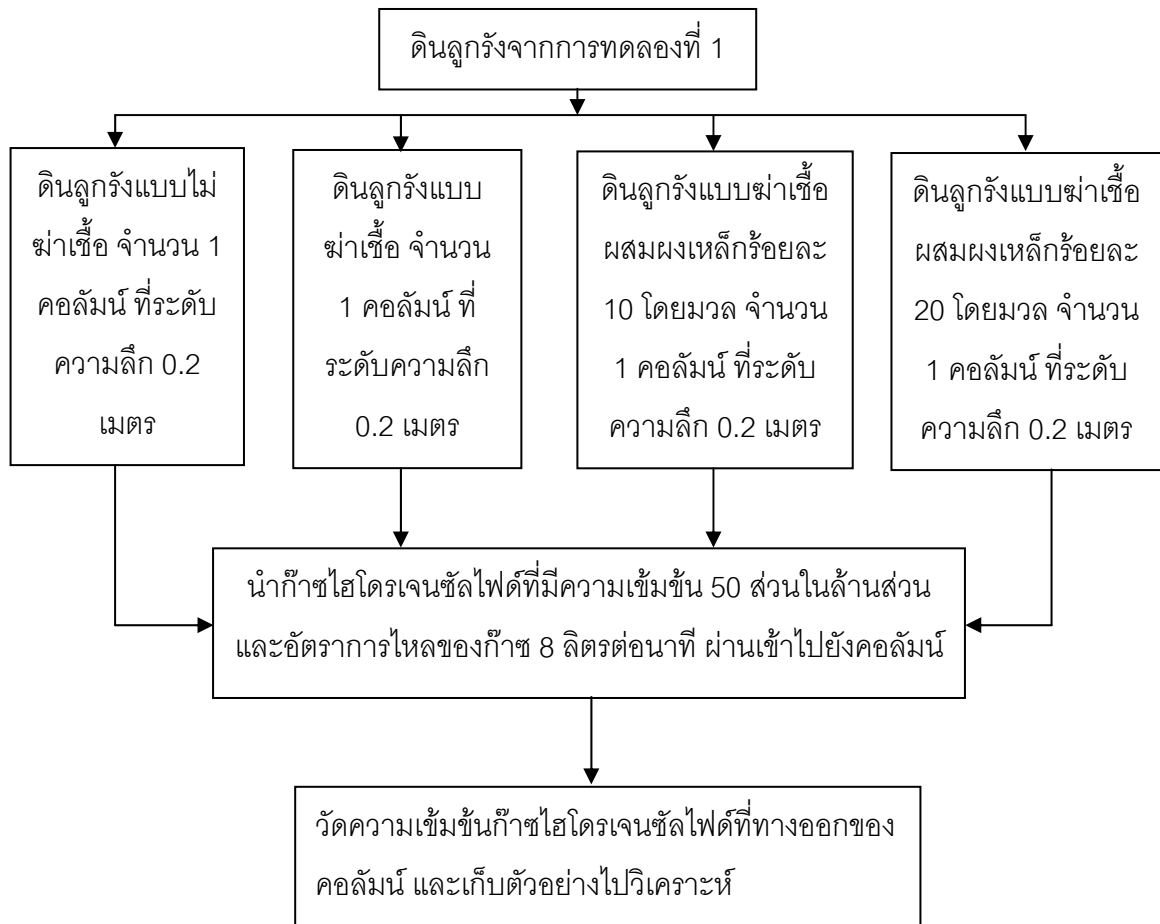 ดินลูกรังจากการทดลองที่ 1
ดินลูกรังแบบไม่
ฆ่าเชื้อ จำนวน 1
คอลัมน์ ที่ระดับ
ความลึก 0.2
เมตร
ดินลูกรังแบบ
ฆ่าเชื้อ จำนวน
1 คอลัมน์ ที่
ระดับความลึก
0.2 เมตร
ดินลูกรังแบบฆ่าเชื้อ
ผสมผงเหล็กร้อยละ
10 โดยมวล จำนวน
1 คอลัมน์ ที่ระดับ
ความลึก 0.2 เมตร
ดินลูกรังแบบฆ่าเชื้อ
ผสมผงเหล็กร้อยละ
20 โดยมวล จำนวน
1 คอลัมน์ ที่ระดับ
ความลึก 0.2 เมตร
นำก๊าซไฮโดรเจนซัลไฟด์ที่มีความเข้มข้น 50 ส่วนในล้านส่วน
และอัตราการไหลของก๊าซ 8 ลิตรต่อนาที ผ่านเข้าไปยังคอลัมน์
วัดความเข้มข้นก๊าซไฮโดรเจนซัลไฟด์ที่ทางออกของ
คอลัมน์ และเก็บตัวอย่างไปวิเคราะห์